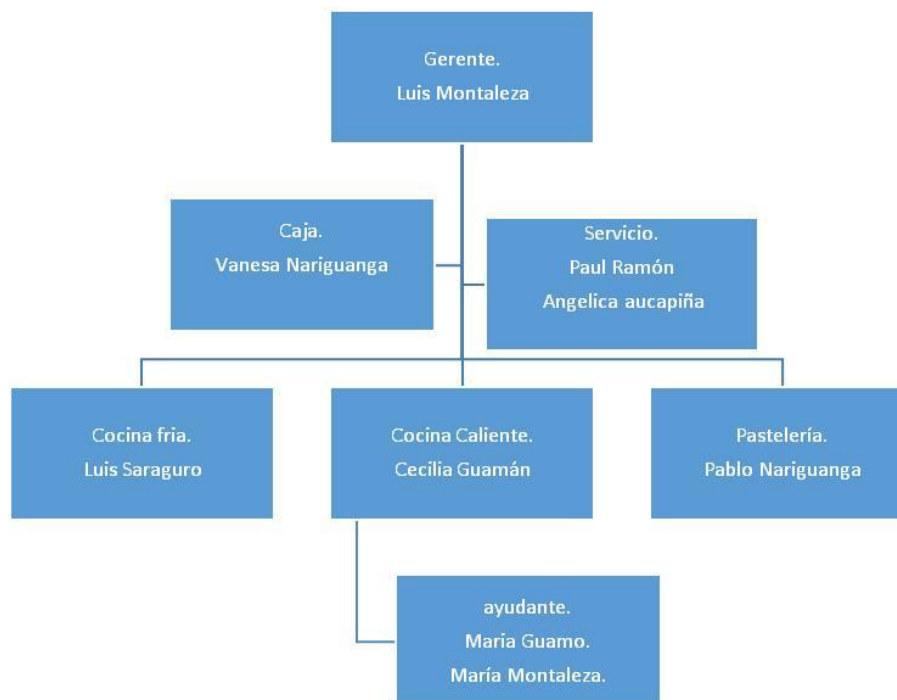 Gerente.
Luis Montaleza
Caja.
Vanesa Nariguanga
Servicio.
Paul Ramón
Angelica aucapiña
Cocina fria.
Luis Saraguro
Cocina Caliente.
Cecilia Guamán
Pastelería.
Pablo Nariguanga
ayudante.
Maria Guamo.
María Montaleza.